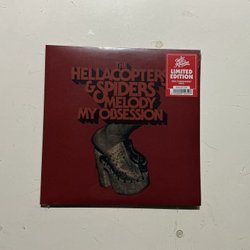 THE
HELLACOPTERS
& SPIDERS
MELODY
MY OBSESSION
LIMITED
EDITION